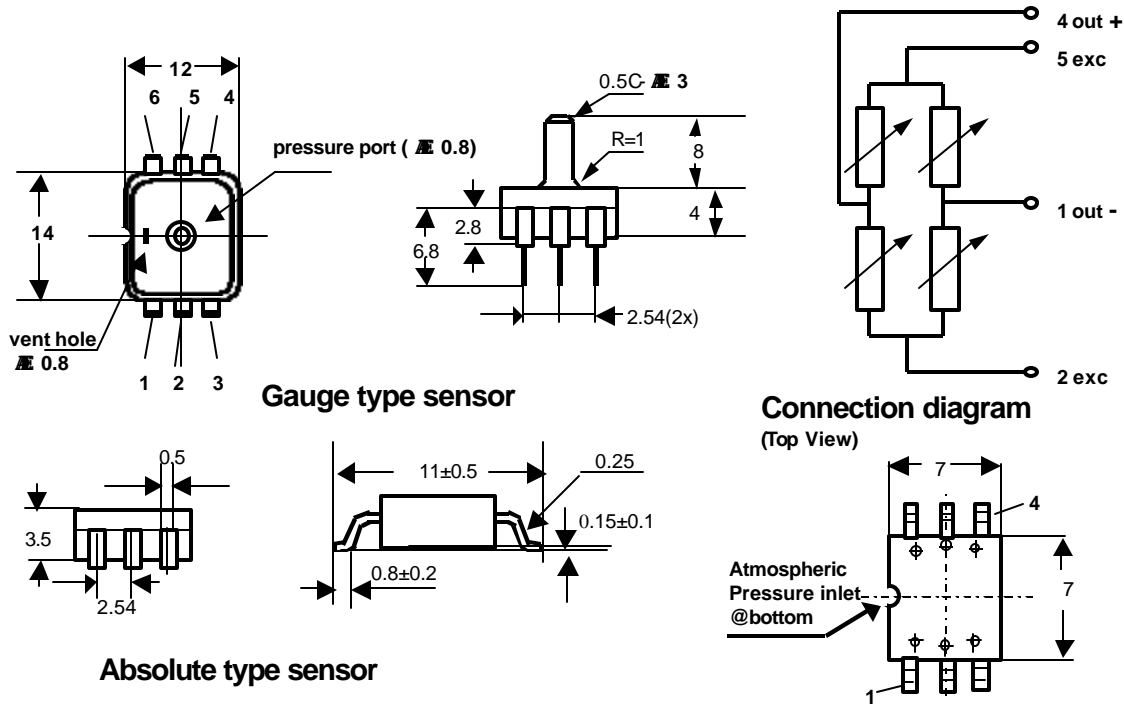 12
6 5 4
pressure port ( Æ 0.8)
14
vent hole
Æ 0.8
1 2 3
0.5C- Æ 3
R=1
8
4
2.8
6.8
2.54(2x)
Gauge type sensor
4 out +
5 exc
1 out -
2 exc
Connection diagram
(Top View)
0.5
3.5
2.54
11±0.5
0.25
0.15±0.1
0.8±0.2
Absolute type sensor
7
4
Atmospheric
Pressure inlet
@bottom
7
1